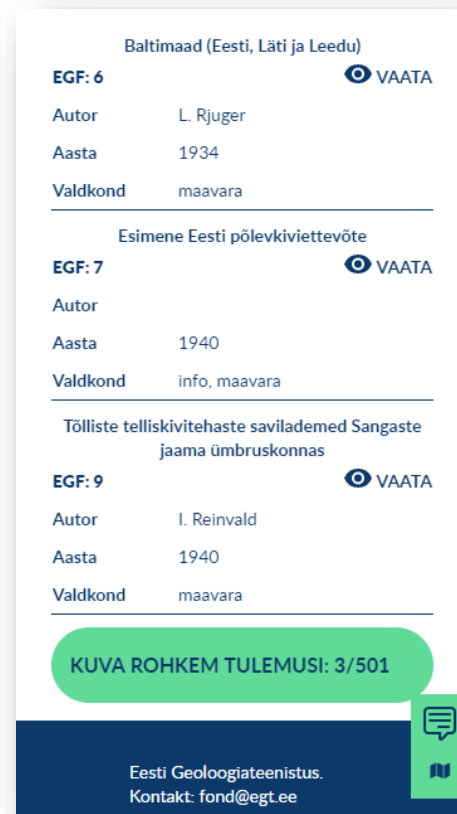 Baltimaad (Eesti, Läti ja Leedu)
EGF: 6 VAATA
Autor L. Rjuger
Aasta 1934
Valdkond maavara
Esimene Eesti põlevkiviettevõte
EGF: 7 VAATA
Autor
Aasta 1940
Valdkond info, maavara
Tõlliste telliskivitehaste savilademed Sangaste
jaama ümbruskonnas
EGF: 9 VAATA
Autor I. Reinvald
Aasta 1940
Valdkond maavara
KUVA ROHKEM TULEMUSI: 3/501
Eesti Geoloogiateenistus.
Kontakt: fond@egt.ee